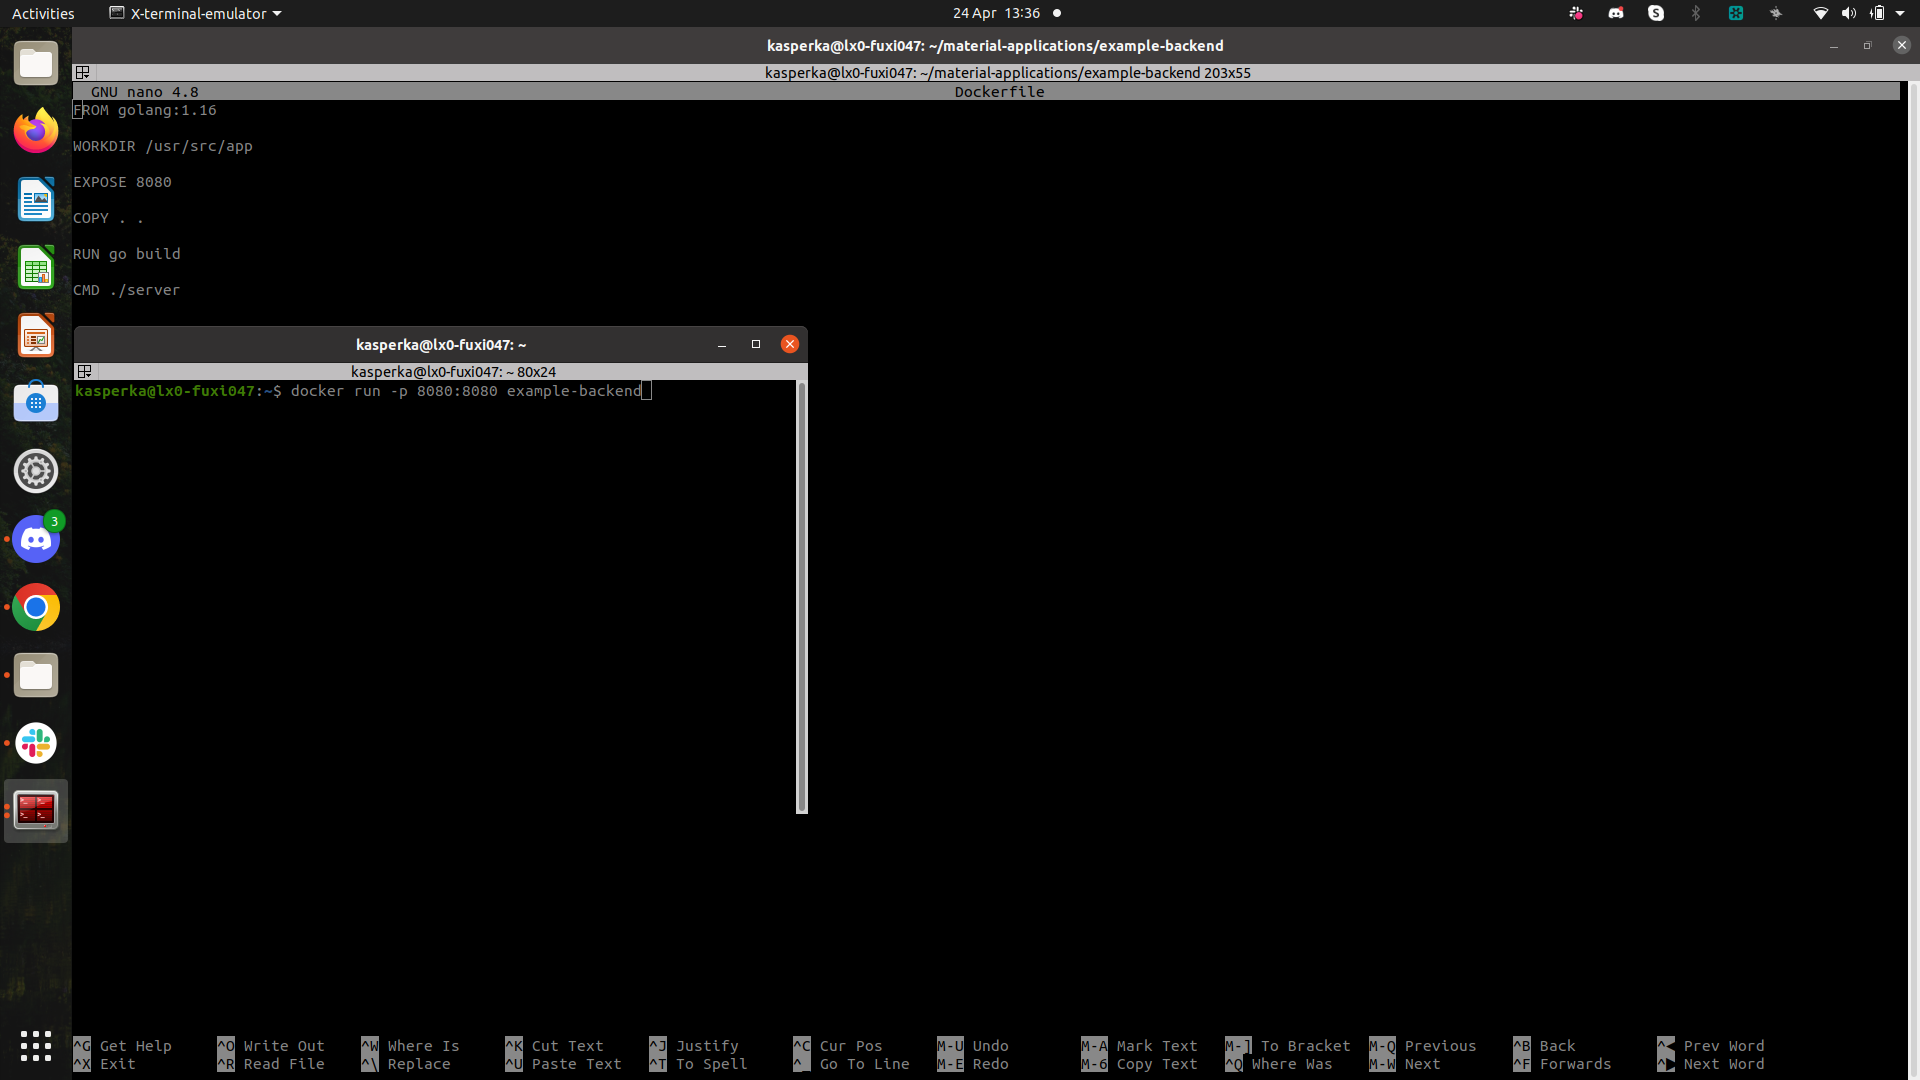 Activities
X-terminal-emulator
24 Apr 13:36
kasperka@lx0-fuxi047: ~/material-applications/example-backend
kasperka@lx0-fuxi047: ~/material-applications/example-backend 203x55
GNU nano 4.8 Dockerfile
FROM golang:1.16
WORKDIR /usr/src/app
EXPOSE 8080
COPY . .
RUN go build
CMD ./server
kasperka@lx0-fuxi047: ~
kasperka@lx0-fuxi047: ~ 80x24
kasperka@lx0-fuxi047:~$ docker run -p 8080:8080 example-backend
3
^G Get Help ^O Write Out ^W Where Is ^K Cut Text ^J Justify ^C Cur Pos M-U Undo M-A Mark Text M-] To Bracket M-Q Previous ^B Back ^◀ Prev Word
^X Exit ^R Read File ^\ Replace ^U Paste Text ^T To Spell ^_ Go To Line M-E Redo M-6 Copy Text ^Q Where Was M-W Next ^F Forwards ^▶ Next Word